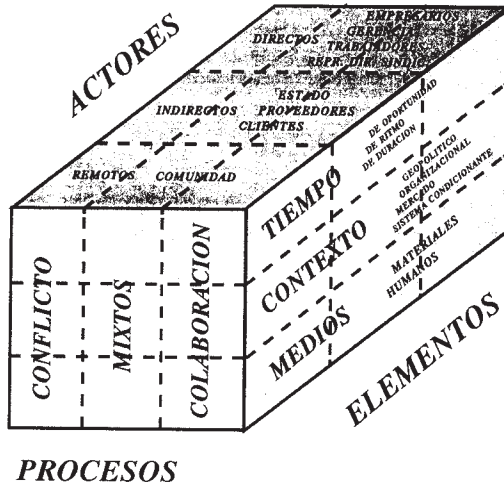 ACTORES
DIRECTOS
EMPRESARIOS
GERENCIA
TRABAJADORES
REPR. DIR. SINDIC.
INDIRECTOS
ESTADO
PROVEEDORES
CLIENTES
REMOTOS
COMUNIDAD
TIEMPO
DE OPORTUNIDAD
DE RITMO
DE DURACION
CONTEXTO
GEOPOLITICO
ORGANIZACIONAL
MERCADO
SISTEMA CONDICIONANTE
MEDIOS
MATERIALES
HUMANOS
ELEMENTOS
CONFLICTO
MIXTOS
COLABORACION
PROCESOS